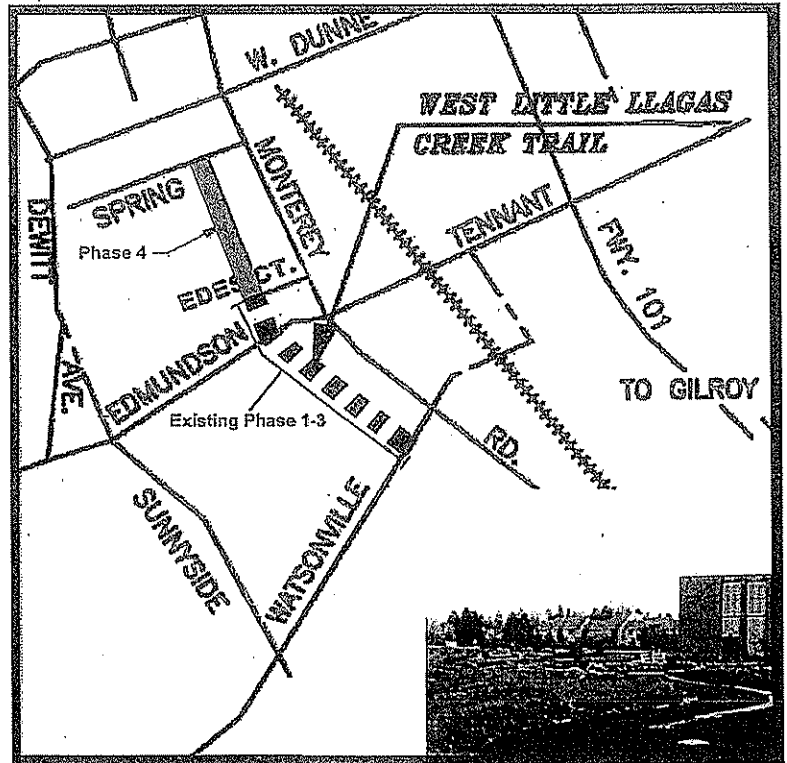 W. DUNNE
WEST LITTLE LLAGAS
CREEK TRAIL
MONTEREY
SPRING
DEWITT
TENNANT
Phase 4
FWY. 101
EDES CT.
EDMUNDSON
AVE.
TO GILROY
Existing Phase 1-3
RD.
SUNNYSIDE
WATSONVILLE